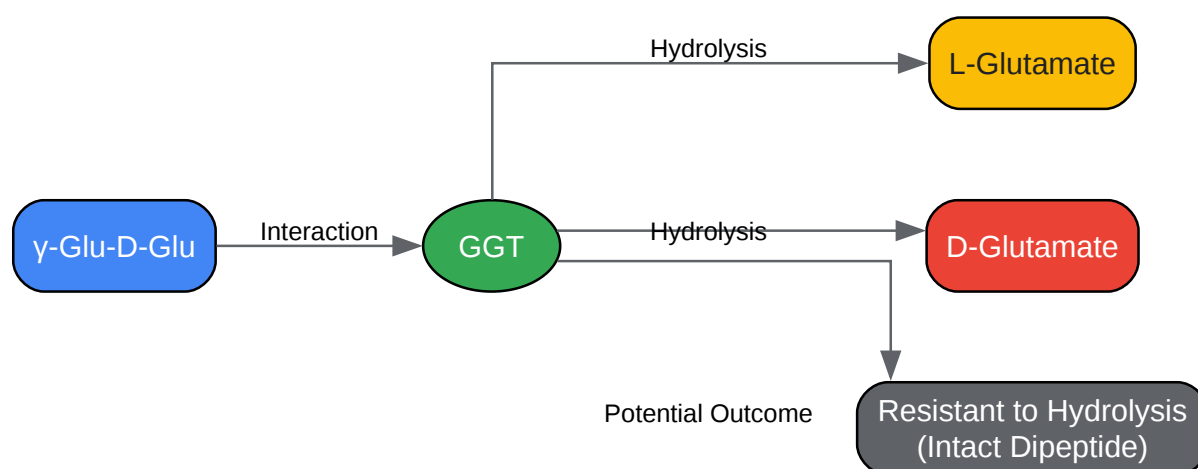 Hydrolysis
L-Glutamate
γ-Glu-D-Glu
Interaction
GGT
Hydrolysis
D-Glutamate
Potential Outcome
Resistant to Hydrolysis
(Intact Dipeptide)